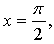 x = π/2,